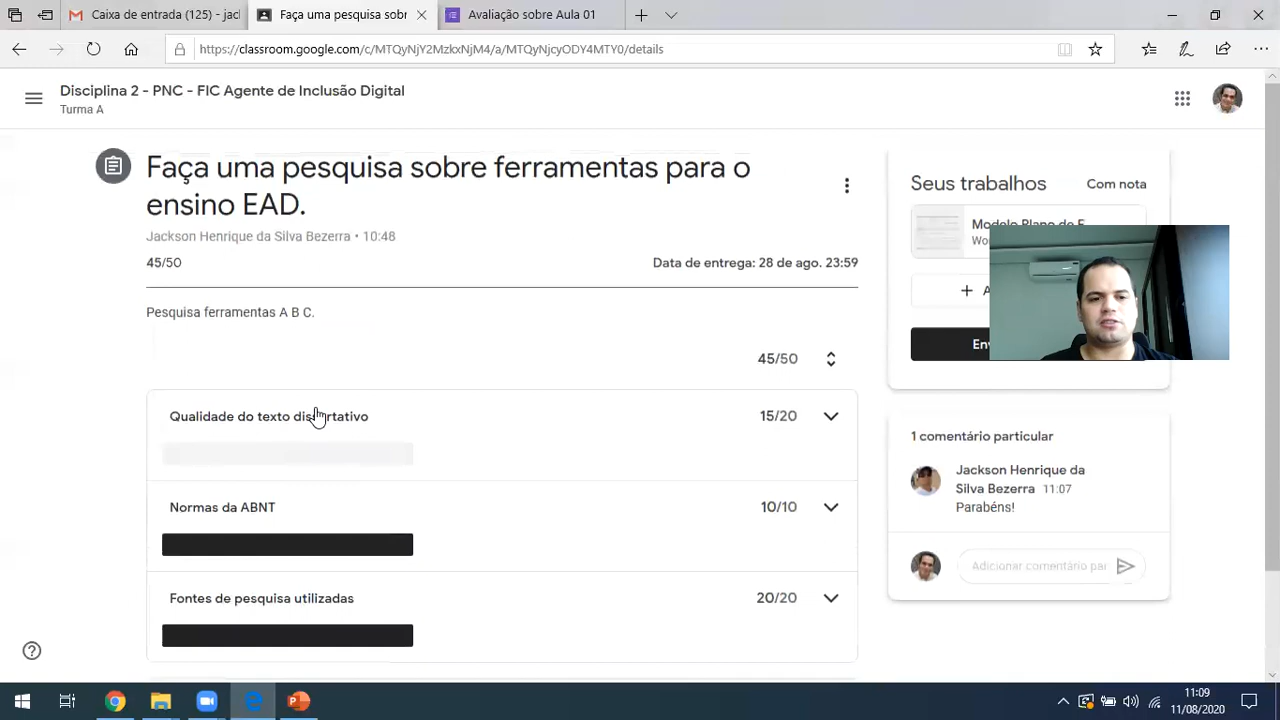 Caixa de entrada (125) - jacl
Faça uma pesquisa sobr
Avaliação sobre Aula 01
https://classroom.google.com/c/MTQyNjY2MzkxNjM4/a/MTQyNjcyODY4MTY0/details
Disciplina 2 - PNC - FIC Agente de Inclusão Digital
Turma A
Faça uma pesquisa sobre ferramentas para o
ensino EAD.
Jackson Henrique da Silva Bezerra • 10:48
45/50
Data de entrega: 28 de ago. 23:59
Pesquisa ferramentas A B C.
45/50
Qualidade do texto dissertativo
15/20
Normas da ABNT
10/10
Fontes de pesquisa utilizadas
20/20
Seus trabalhos
Com nota
Modelo Plano de E
Wo
+ A
En
1 comentário particular
Jackson Henrique da
Silva Bezerra 11:07
Parabéns!
Adicionar comentário pa
11:09
11/08/2020